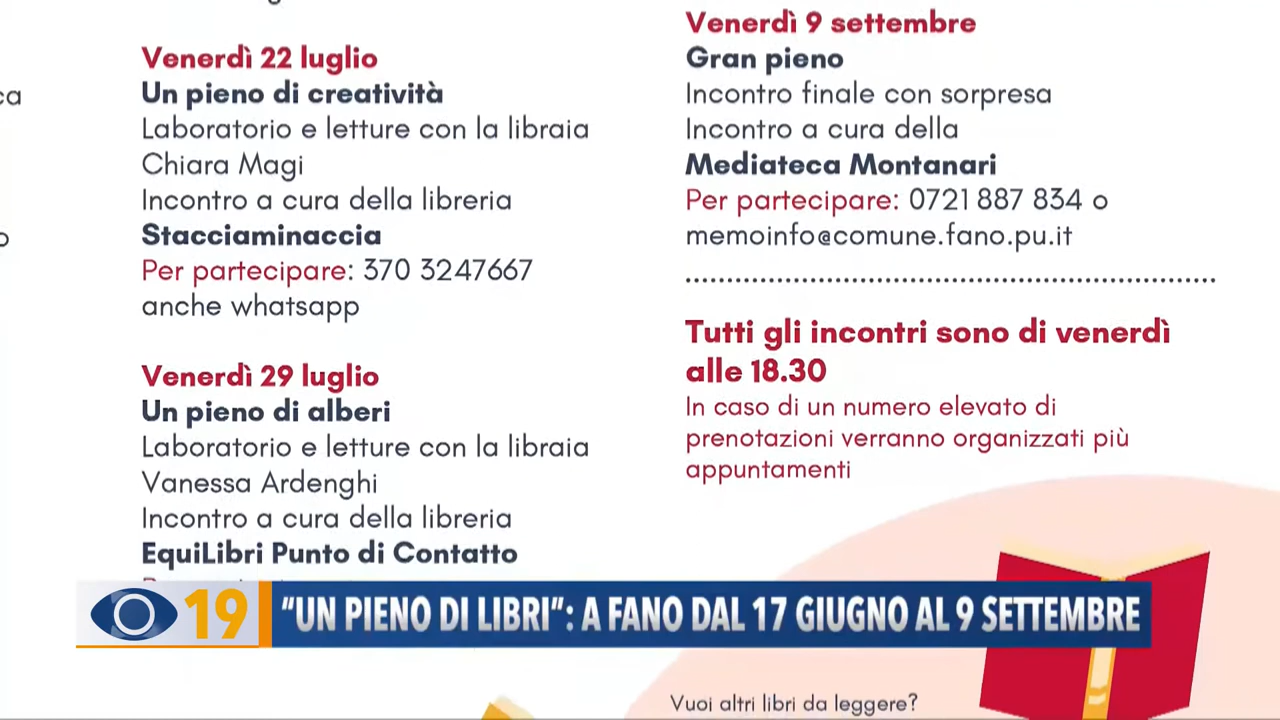 ca
o
Venerdì 22 luglio
Un pieno di creatività
Laboratorio e letture con la libraia
Chiara Magi
Incontro a cura della libreria
Stacciaminaccia
Per partecipare: 370 3247667
anche whatsapp
Venerdì 29 luglio
Un pieno di alberi
Laboratorio e letture con la libraia
Vanessa Ardenghi
Incontro a cura della libreria
EquiLibri Punto di Contatto
Venerdì 9 settembre
Gran pieno
Incontro finale con sorpresa
Incontro a cura della
Mediateca Montanari
Per partecipare: 0721 887 834 o
memoinfo@comune.fano.pu.it
Tutti gli incontri sono di venerdì
alle 18.30
In caso di un numero elevato di
prenotazioni verranno organizzati più
appuntamenti
19 "UN PIENO DI LIBRI": A FANO DAL 17 GIUGNO AL 9 SETTEMBRE
Vuoi altri libri da leggere?